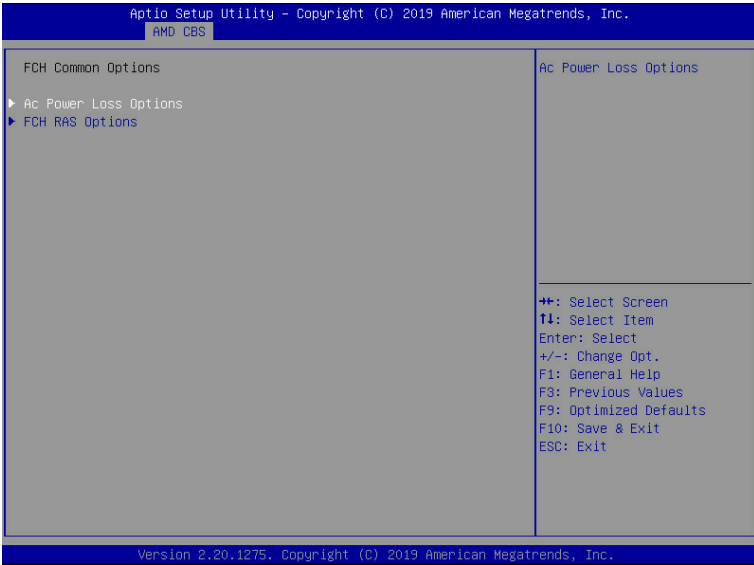 Aptio Setup Utility – Copyright (C) 2019 American Megatrends, Inc.
AMD CBS
FCH Common Options
Ac Power Loss Options
FCH RAS Options
Ac Power Loss Options
→←: Select Screen
↑↓: Select Item
Enter: Select
+/-: Change Opt.
F1: General Help
F3: Previous Values
F9: Optimized Defaults
F10: Save & Exit
ESC: Exit
Version 2.20.1275. Copyright (C) 2019 American Megatrends, Inc.